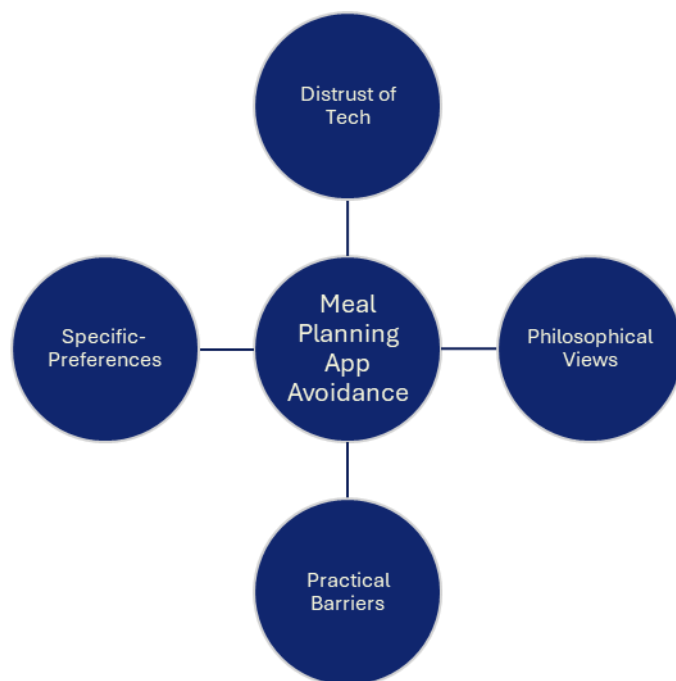 Distrust of
Tech
Specific-
Preferences
Meal
Planning
App
Avoidance
Philosophical
Views
Practical
Barriers